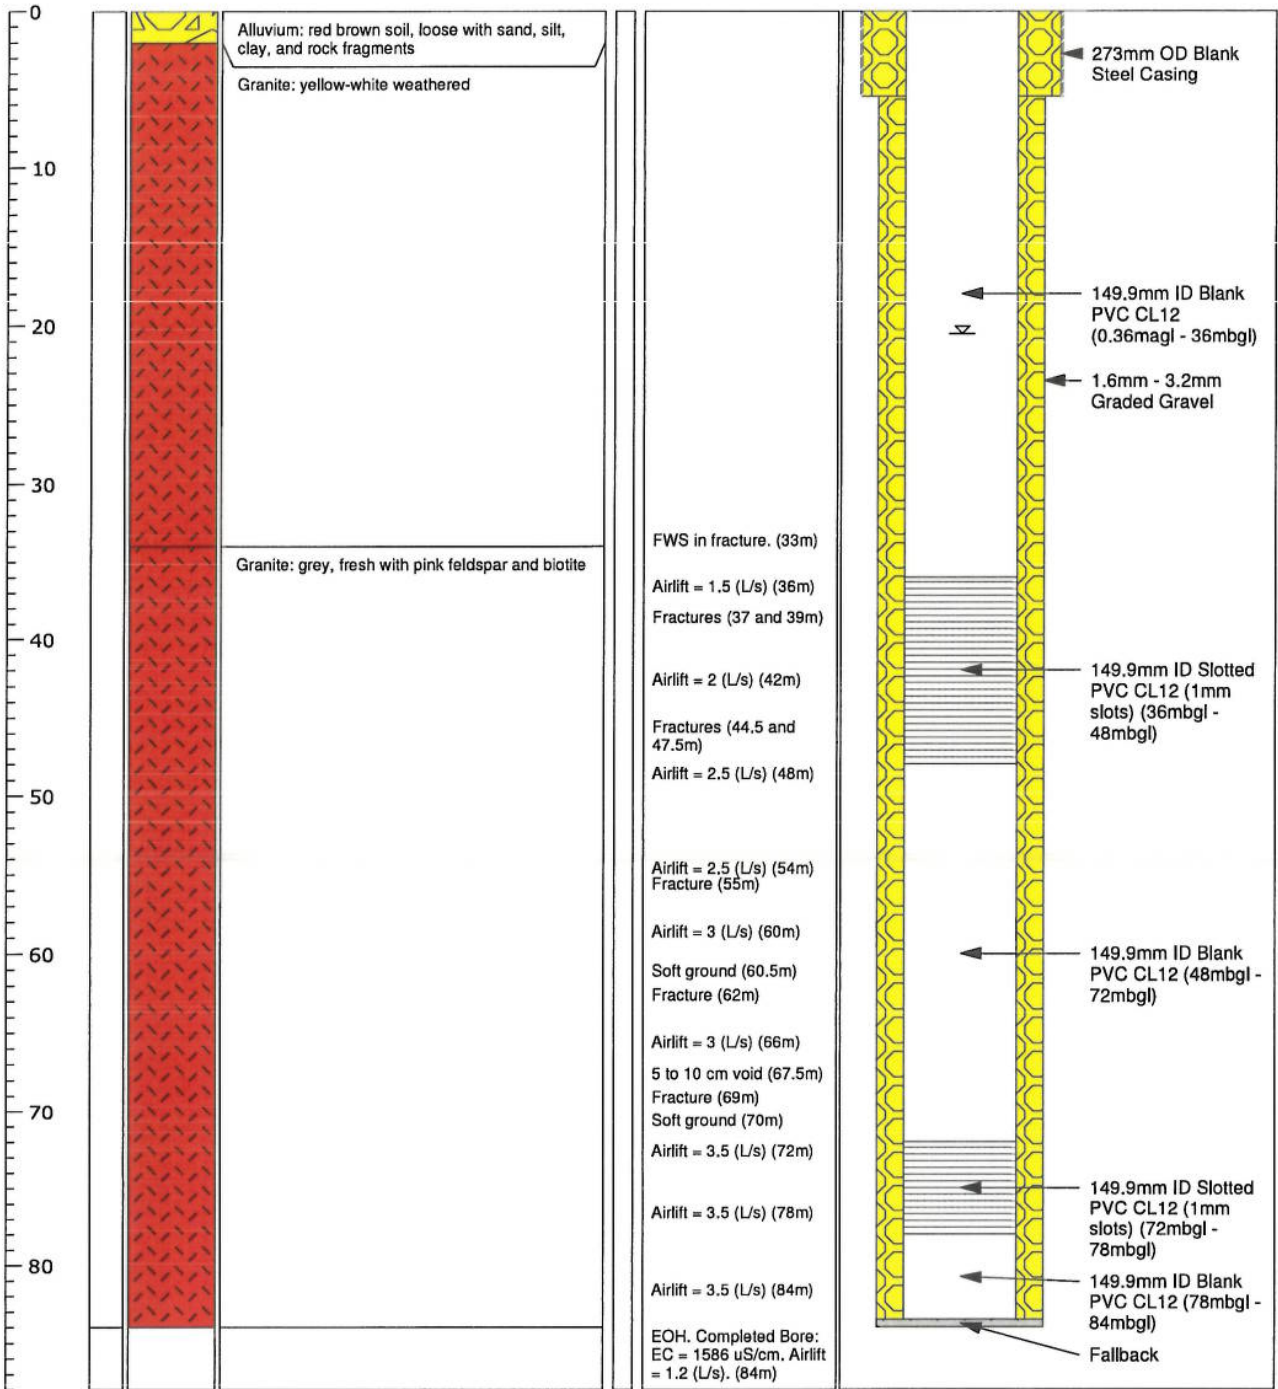 0
10
20
30
40
50
60
70
80
Alluvium: red brown soil, loose with sand, silt,
clay, and rock fragments
Granite: yellow-white weathered
Granite: grey, fresh with pink feldspar and biotite
FWS in fracture. (33m)
Airlift = 1.5 (L/s) (36m)
Fractures (37 and 39m)
Airlift = 2 (L/s) (42m)
Fractures (44.5 and
47.5m)
Airlift = 2.5 (L/s) (48m)
Airlift = 2.5 (L/s) (54m)
Fracture (55m)
Airlift = 3 (L/s) (60m)
Soft ground (60.5m)
Fracture (62m)
Airlift = 3 (L/s) (66m)
5 to 10 cm void (67.5m)
Fracture (69m)
Soft ground (70m)
Airlift = 3.5 (L/s) (72m)
Airlift = 3.5 (L/s) (78m)
Airlift = 3.5 (L/s) (84m)
EOH. Completed Bore:
EC = 1586 uS/cm. Airlift
= 1.2 (L/s). (84m)
273mm OD Blank
Steel Casing
149.9mm ID Blank
PVC CL12
(0.36magl - 36mbgl)
1.6mm - 3.2mm
Graded Gravel
149.9mm ID Slotted
PVC CL12 (1mm
slots) (36mbgl -
48mbgl)
149.9mm ID Blank
PVC CL12 (48mbgl -
72mbgl)
149.9mm ID Slotted
PVC CL12 (1mm
slots) (72mbgl -
78mbgl)
149.9mm ID Blank
PVC CL12 (78mbgl -
84mbgl)
Fallback